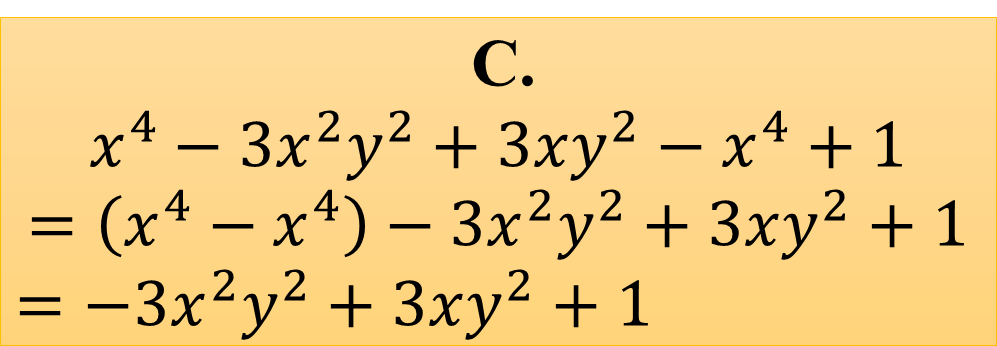 C.
x⁴ − 3x²y² + 3xy² − x⁴ + 1
= (x⁴ − x⁴) − 3x²y² + 3xy² + 1
= −3x²y² + 3xy² + 1